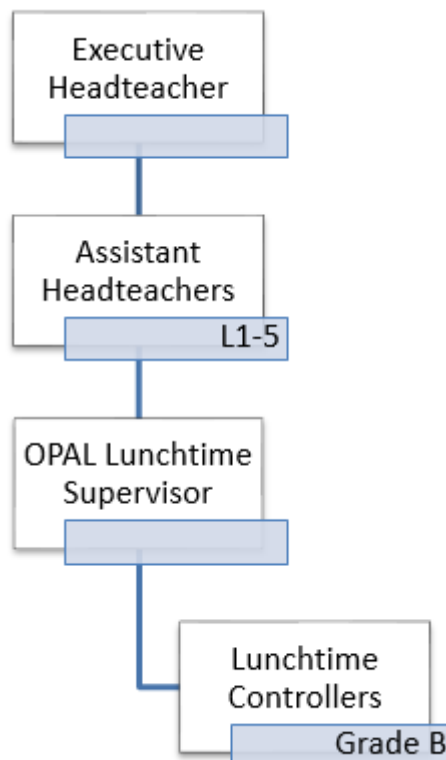 Executive
Headteacher
Assistant
Headteachers
L1-5
OPAL Lunchtime
Supervisor
Lunchtime
Controllers
Grade B